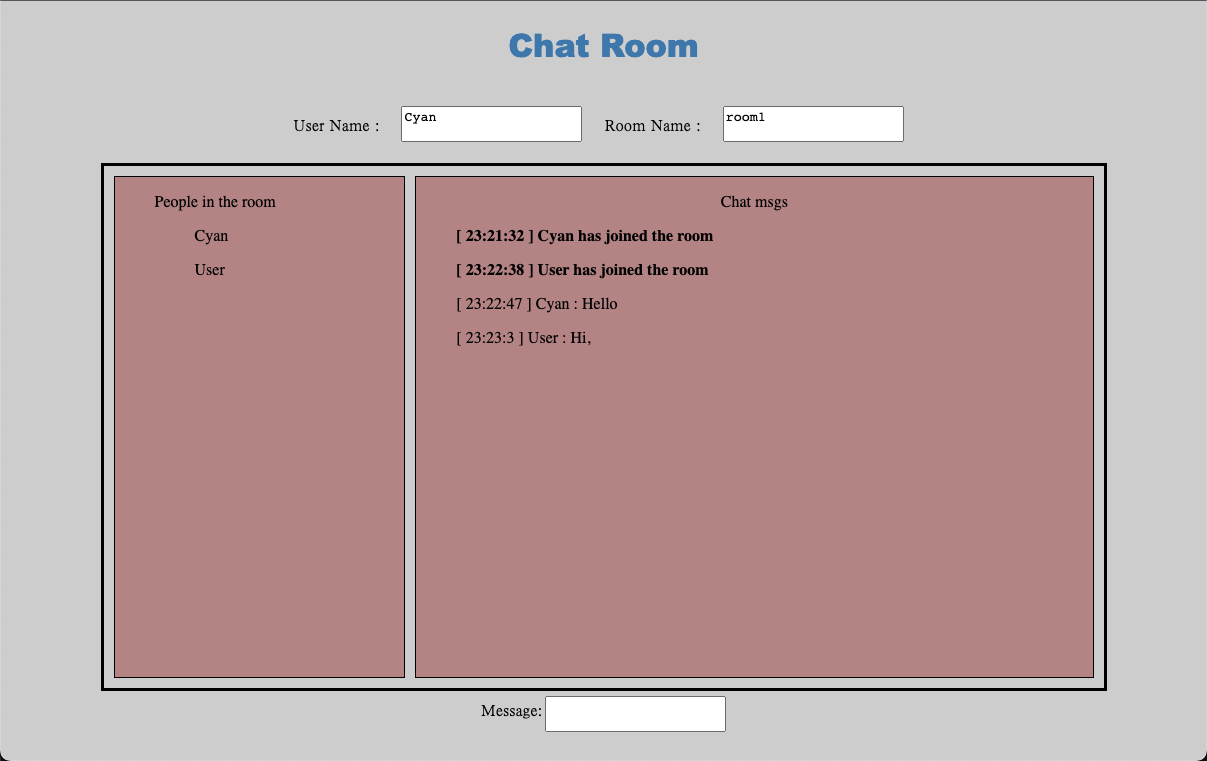 Chat Room
User Name : Cyan Room Name : room1
People in the room
Cyan
User
Chat msgs
[ 23:21:32 ] Cyan has joined the room
[ 23:22:38 ] User has joined the room
[ 23:22:47 ] Cyan : Hello
[ 23:23:3 ] User : Hi,
Message: